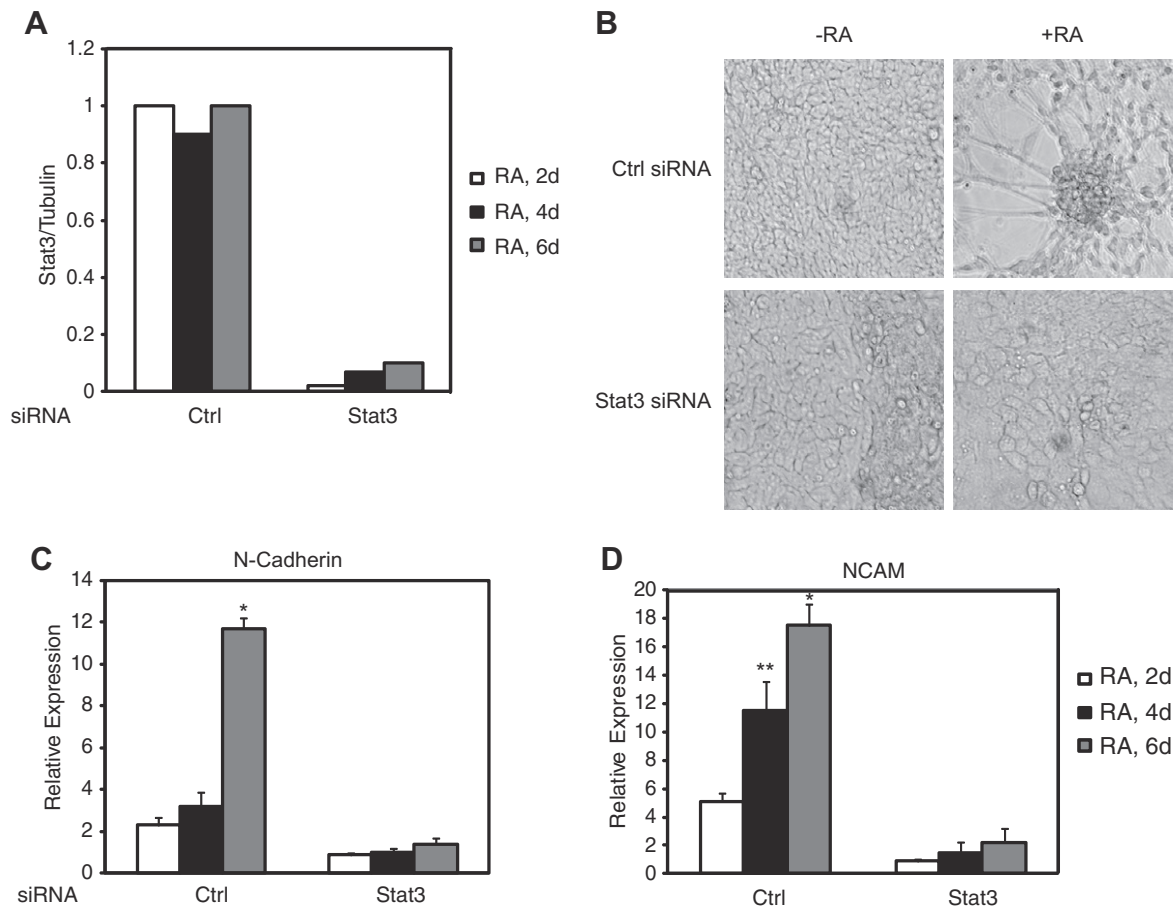 A
1.2
1
0.8
0.6
0.4
0.2
0
Stat3/Tubulin
RA, 2d
RA, 4d
RA, 6d
siRNA Ctrl Stat3
B
-RA +RA
Ctrl siRNA
Stat3 siRNA
C
N-Cadherin
14
12
10
8
6
4
2
0
Relative Expression
*
siRNA Ctrl Stat3
D
NCAM
20
18
16
14
12
10
8
6
4
2
0
Relative Expression
**
*
Ctrl Stat3
RA, 2d
RA, 4d
RA, 6d